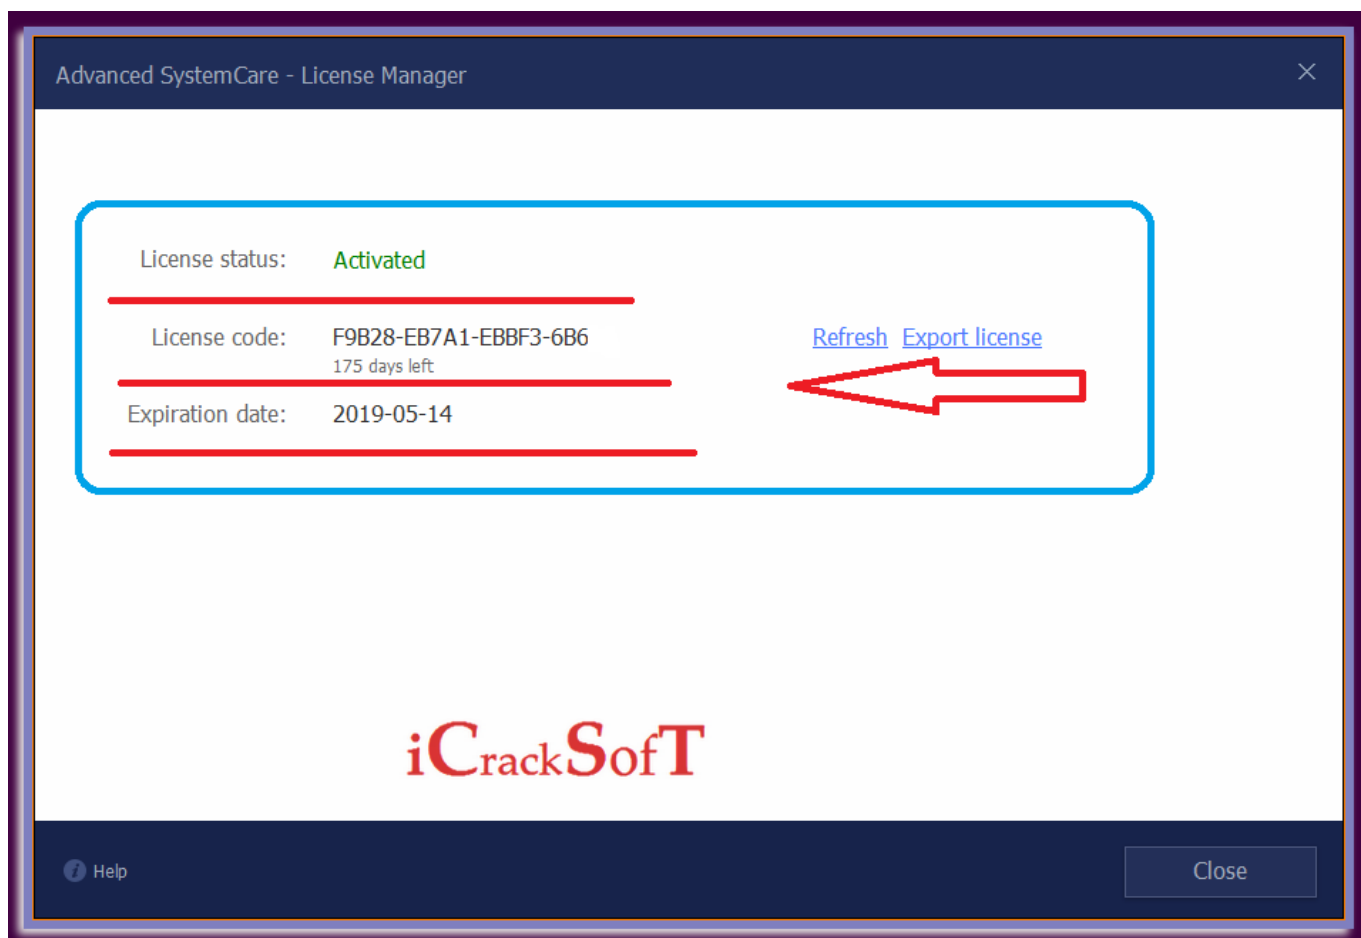 Advanced SystemCare - License Manager
License status: Activated
License code: F9B28-EB7A1-EBBF3-6B6 Refresh Export license
175 days left
Expiration date: 2019-05-14
iCrackSofT
Help Close